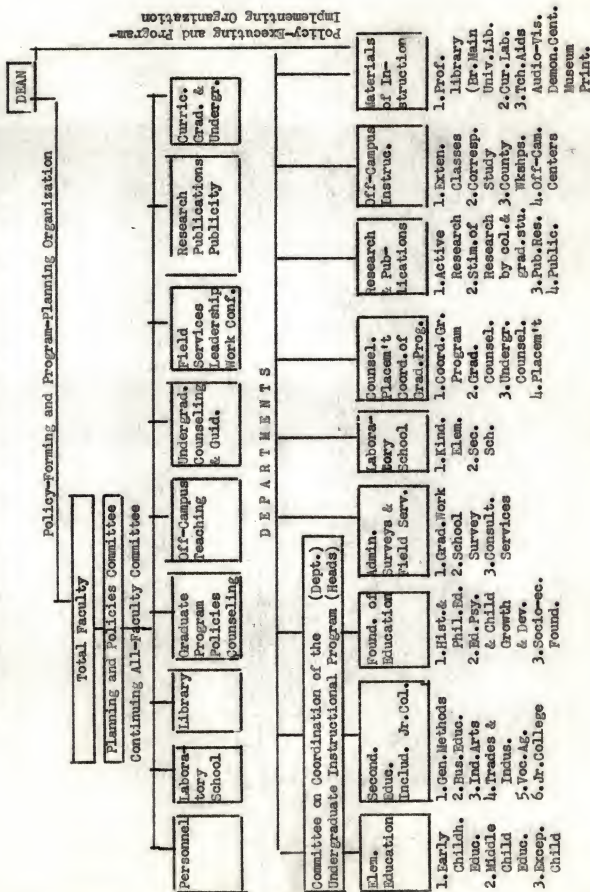 DEAN
Policy-Forming and Program-Planning Organization
Policy-Executing and Program-
Implementing Organization
Total Faculty
Planning and Policies Committee
Continuing All-Faculty Committee
Personnel
Labora-
tory
School
Library
Graduate
Program
Policies
Counseling
Off-Campus
Teaching
Undergrad.
Counseling
& Guid.
Field
Services
Leadership
Work Conf.
Research
Publications
Publicity
Curric.
Grad. &
Undergr.
DEPARTMENTS
Committee on Coordination of the (Dept.)
Undergraduate Instructional Program (Heads)
Elem.
Education
1.Early
Childh.
Educ.
2.Middle
Child
Educ.
3.Excep.
Child
Second.
Educ.
Includ. Jr.Col.
1.Gen.Methods
2.Bus.Educ.
3.Ind.Arts
4.Trades &
Indus.
5.Voc.Ag.
6.Jr.College
Found. of
Education
1.Hist.&
Phil.Ed.
2.Ed.Psy.
& Child
Growth
& Dev.
3.Socio-ec.
Found.
Admin.
Surveys &
Field Serv.
1.Grad.Work
2.School
Survey
3.Consult.
Services
Labora-
tory
School
1.Kind.
Elem.
2.Sec.
Sch.
Counsel.
Placem't
Coord.of
Grad.Prog.
1.Coord.Gr.
Program
2.Grad.
Counsel.
3.Undergr.
Counsel.
4.Placem't
Research
& Pub-
lications
1.Active
Research
2.Stim.of
Research
by col.&
grad.stu.
3.Pub.Res.
4.Public.
Off-Campus
Instruc.
1.Exten.
Classes
2.Corresp.
Study
3.County
Wkshps.
4.Off-Cam.
Centers
Materials
of In-
struction
1.Prof.
library
(Br.Main
Univ.Lib.
2.Cur.Lab.
3.Tch.Aids
Audio-Vis.
Demon.Cent.
Museum
Print.